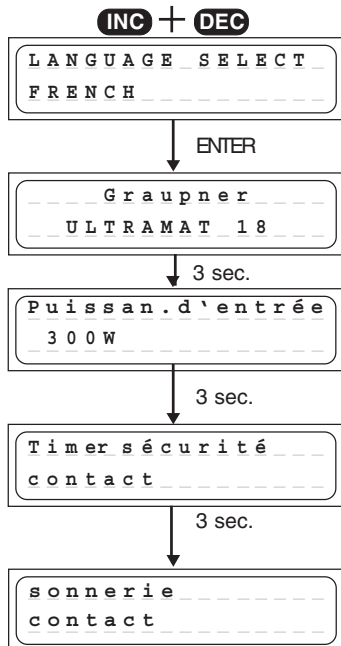 INC + DEC
LANGUAGE SELECT
FRENCH
ENTER
Graupner
ULTRAMAT 18
3 sec.
Puissan.d‘entrée
300W
3 sec.
Timer sécurité
contact
3 sec.
sonnerie
contact